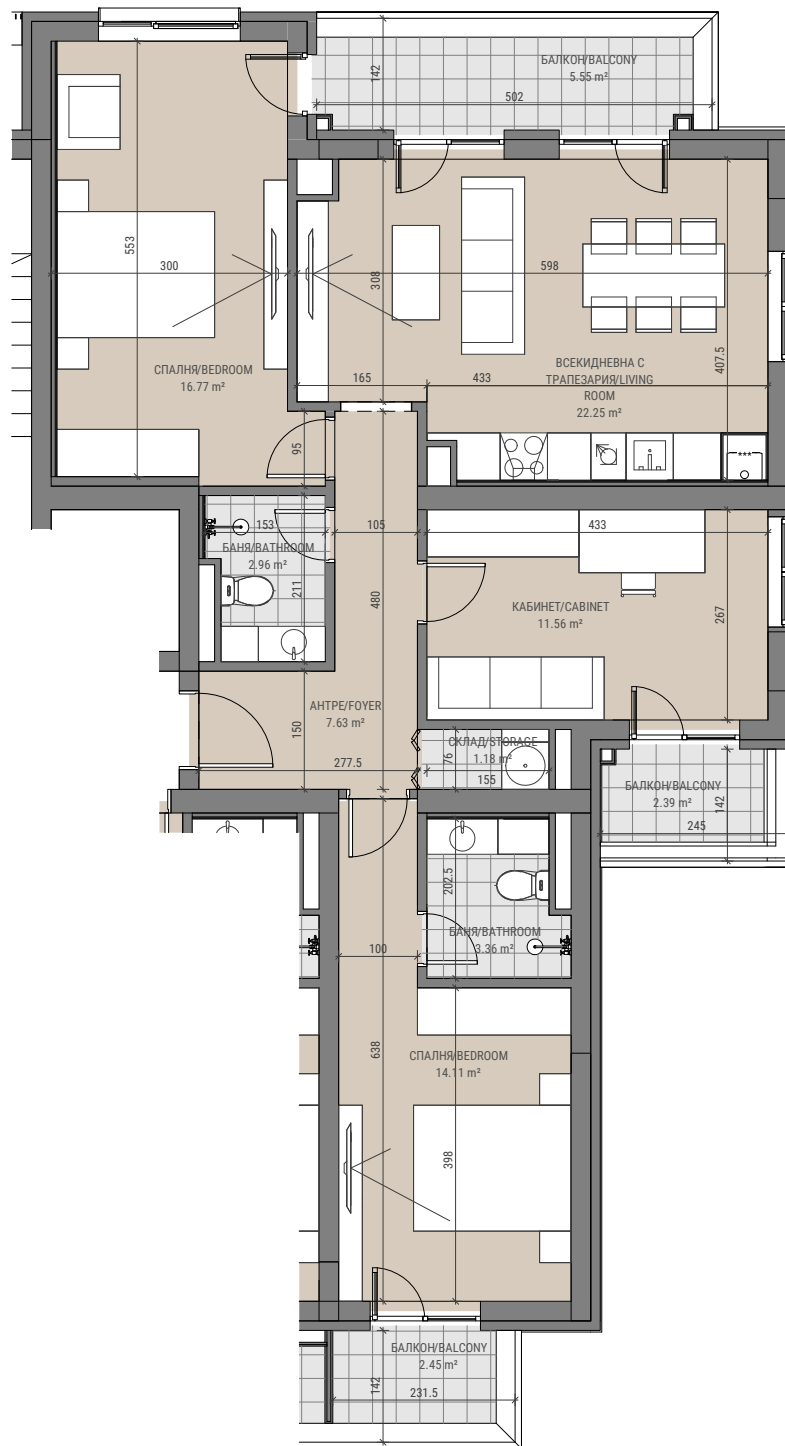 БАЛКОН/BALCONY
5.55 m²
142
502
553
300
308
598
СПАЛНЯ/BEDROOM
16.77 m²
ВСЕКИДНЕВНА С
ТРАПЕЗАРИЯ/LIVING
ROOM
22.25 m²
407.5
165
433
95
***
153
105
433
БАНЯ/BATHROOM
2.96 m²
211
480
КАБИНЕТ/CABINET
11.56 m²
267
АНТРЕ/FOYER
7.63 m²
150
277.5
СКЛАД/STORAGE
1.18 m²
76
155
БАЛКОН/BALCONY
2.39 m²
142
245
202.5
БАНЯ/BATHROOM
3.36 m²
100
638
СПАЛНЯ/BEDROOM
14.11 m²
398
БАЛКОН/BALCONY
2.45 m²
142
231.5